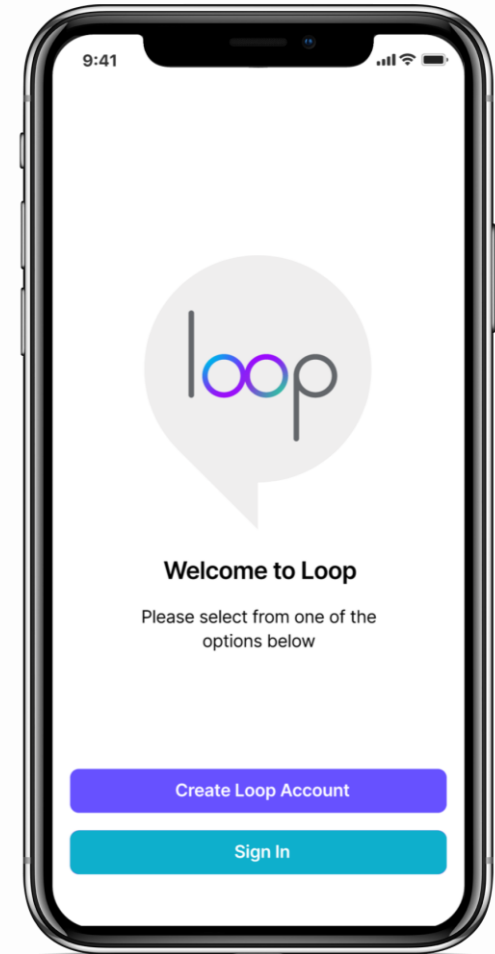 9:41
loop
Welcome to Loop
Please select from one of the
options below
Create Loop Account
Sign In